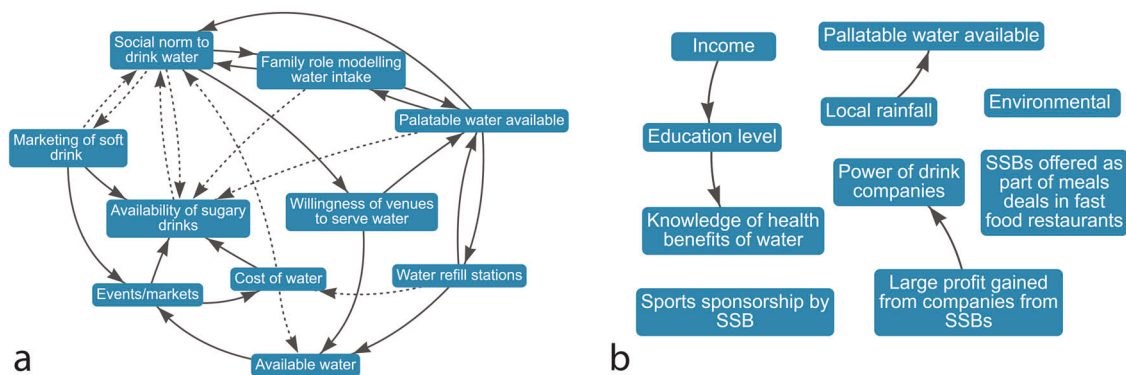 Social norm to
drink water
Family role modelling
water intake
Palatable water available
Marketing of soft
drink
Availability of sugary
drinks
Willingness of venues
to serve water
Cost of water
Water refill stations
Events/markets
Available water
a
Income
Pallatable water available
Local rainfall
Environmental
Education level
Power of drink
companies
SSBs offered as
part of meals
deals in fast
food restaurants
Knowledge of health
benefits of water
Large profit gained
from companies from
SSBs
Sports sponsorship by
SSB
b